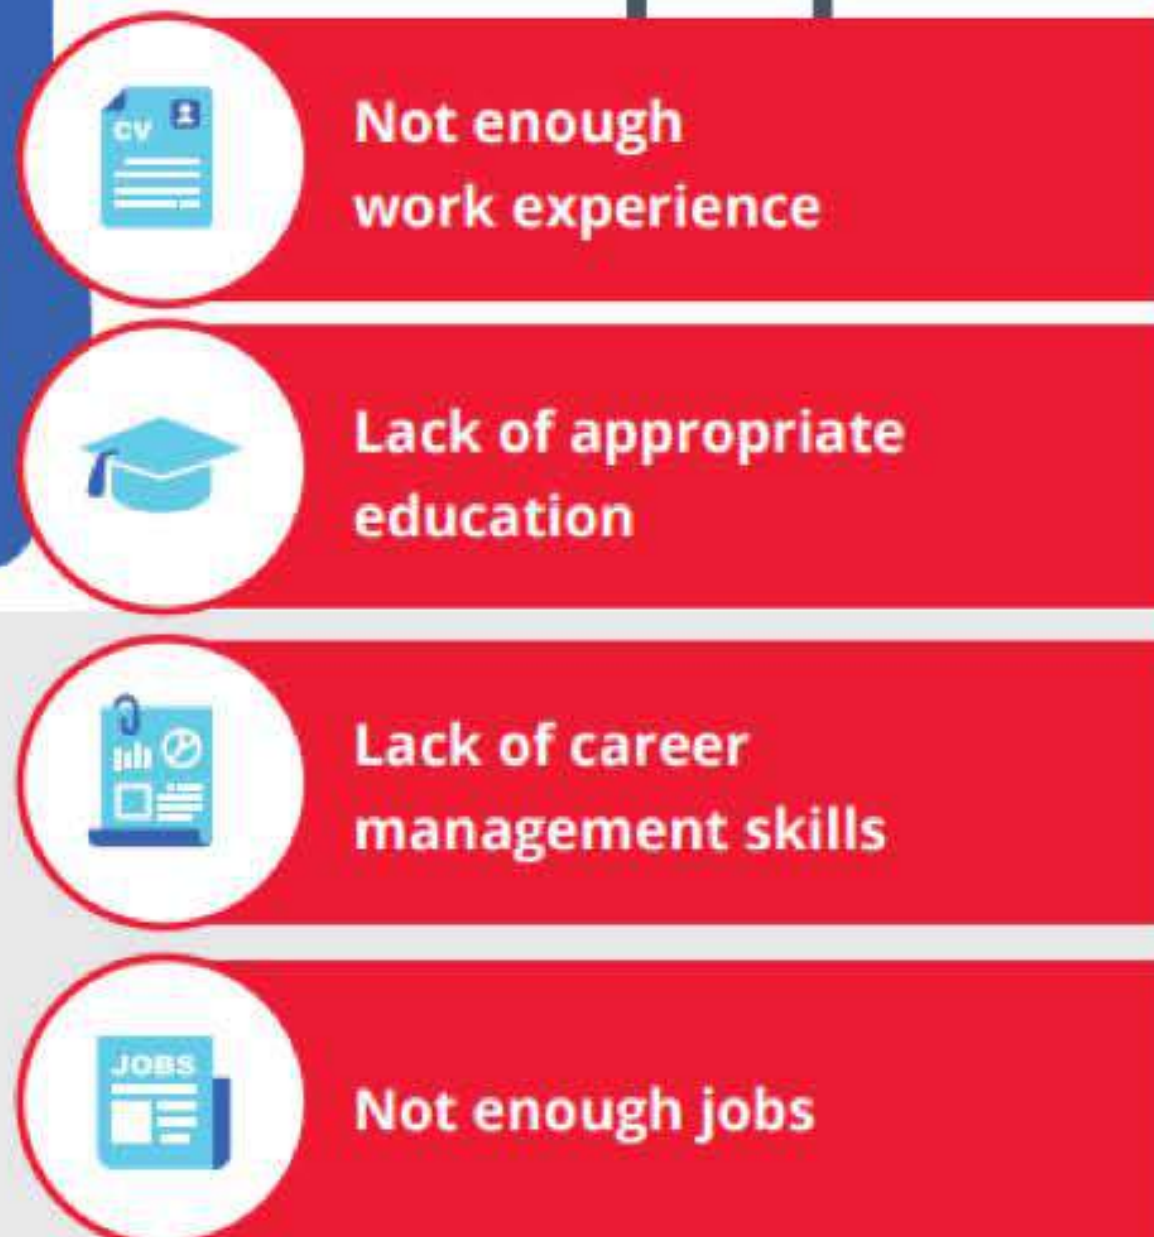 CV
Not enough
work experience
Lack of appropriate
education
Lack of career
management skills
JOBS
Not enough jobs